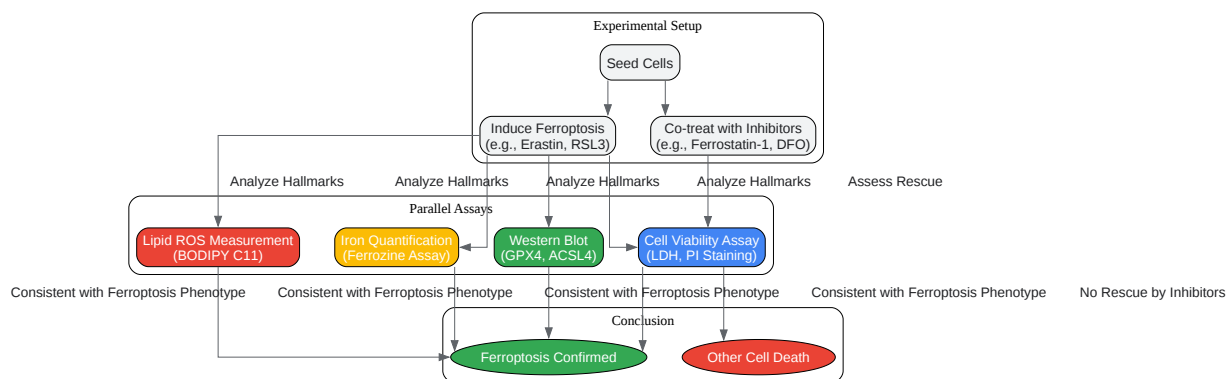 Experimental Setup
Seed Cells
Induce Ferroptosis
(e.g., Erastin, RSL3)
Co-treat with Inhibitors
(e.g., Ferrostatin-1, DFO)
Analyze Hallmarks
Analyze Hallmarks
Analyze Hallmarks
Analyze Hallmarks
Assess Rescue
Parallel Assays
Lipid ROS Measurement
(BODIPY C11)
Iron Quantification
(Ferrozine Assay)
Western Blot
(GPX4, ACSL4)
Cell Viability Assay
(LDH, PI Staining)
Consistent with Ferroptosis Phenotype
Consistent with Ferroptosis Phenotype
Consistent with Ferroptosis Phenotype
Consistent with Ferroptosis Phenotype
No Rescue by Inhibitors
Conclusion
Ferroptosis Confirmed
Other Cell Death